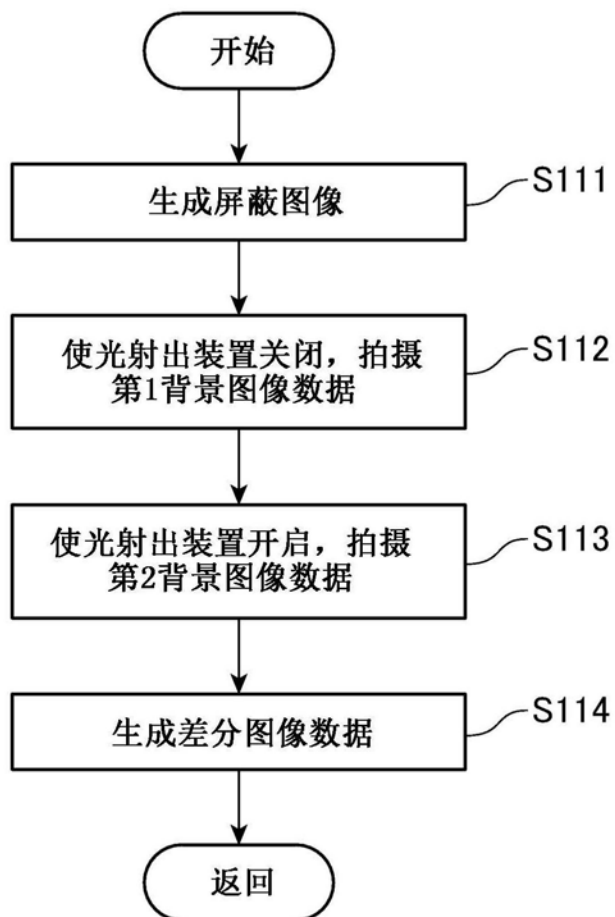 开始
生成屏蔽图像
S111
使光射出装置关闭，拍摄
第1背景图像数据
S112
使光射出装置开启，拍摄
第2背景图像数据
S113
生成差分图像数据
S114
返回